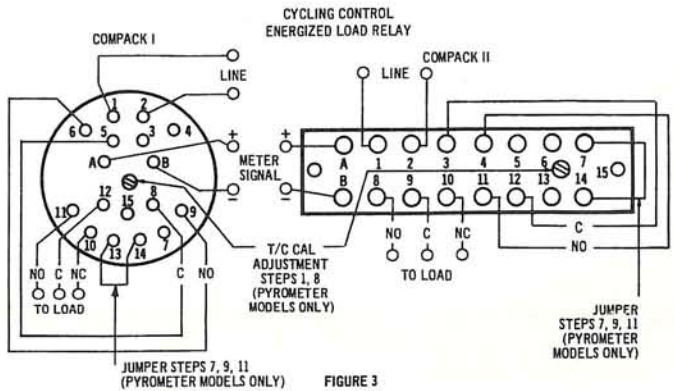 CYCLING CONTROL
ENERGIZED LOAD RELAY
COMPACK I
LINE
1 2
6 5 3 4
A B
12 8
15
11 9
10 13 14 7
NO C NC
TO LOAD
C NO
JUMPER STEPS 7, 9, 11
(PYROMETER MODELS ONLY)
+
METER
SIGNAL
−
T/C CAL
ADJUSTMENT
STEPS 1, 8
(PYROMETER
MODELS ONLY)
COMPACK II
LINE
+
−
A 1 2 3 4 5 6 7
15
B 8 9 10 11 12 13 14
NO C NC
TO LOAD
C
NO
JUMPER
STEPS 7, 9, 11
(PYROMETER
MODELS ONLY)
FIGURE 3